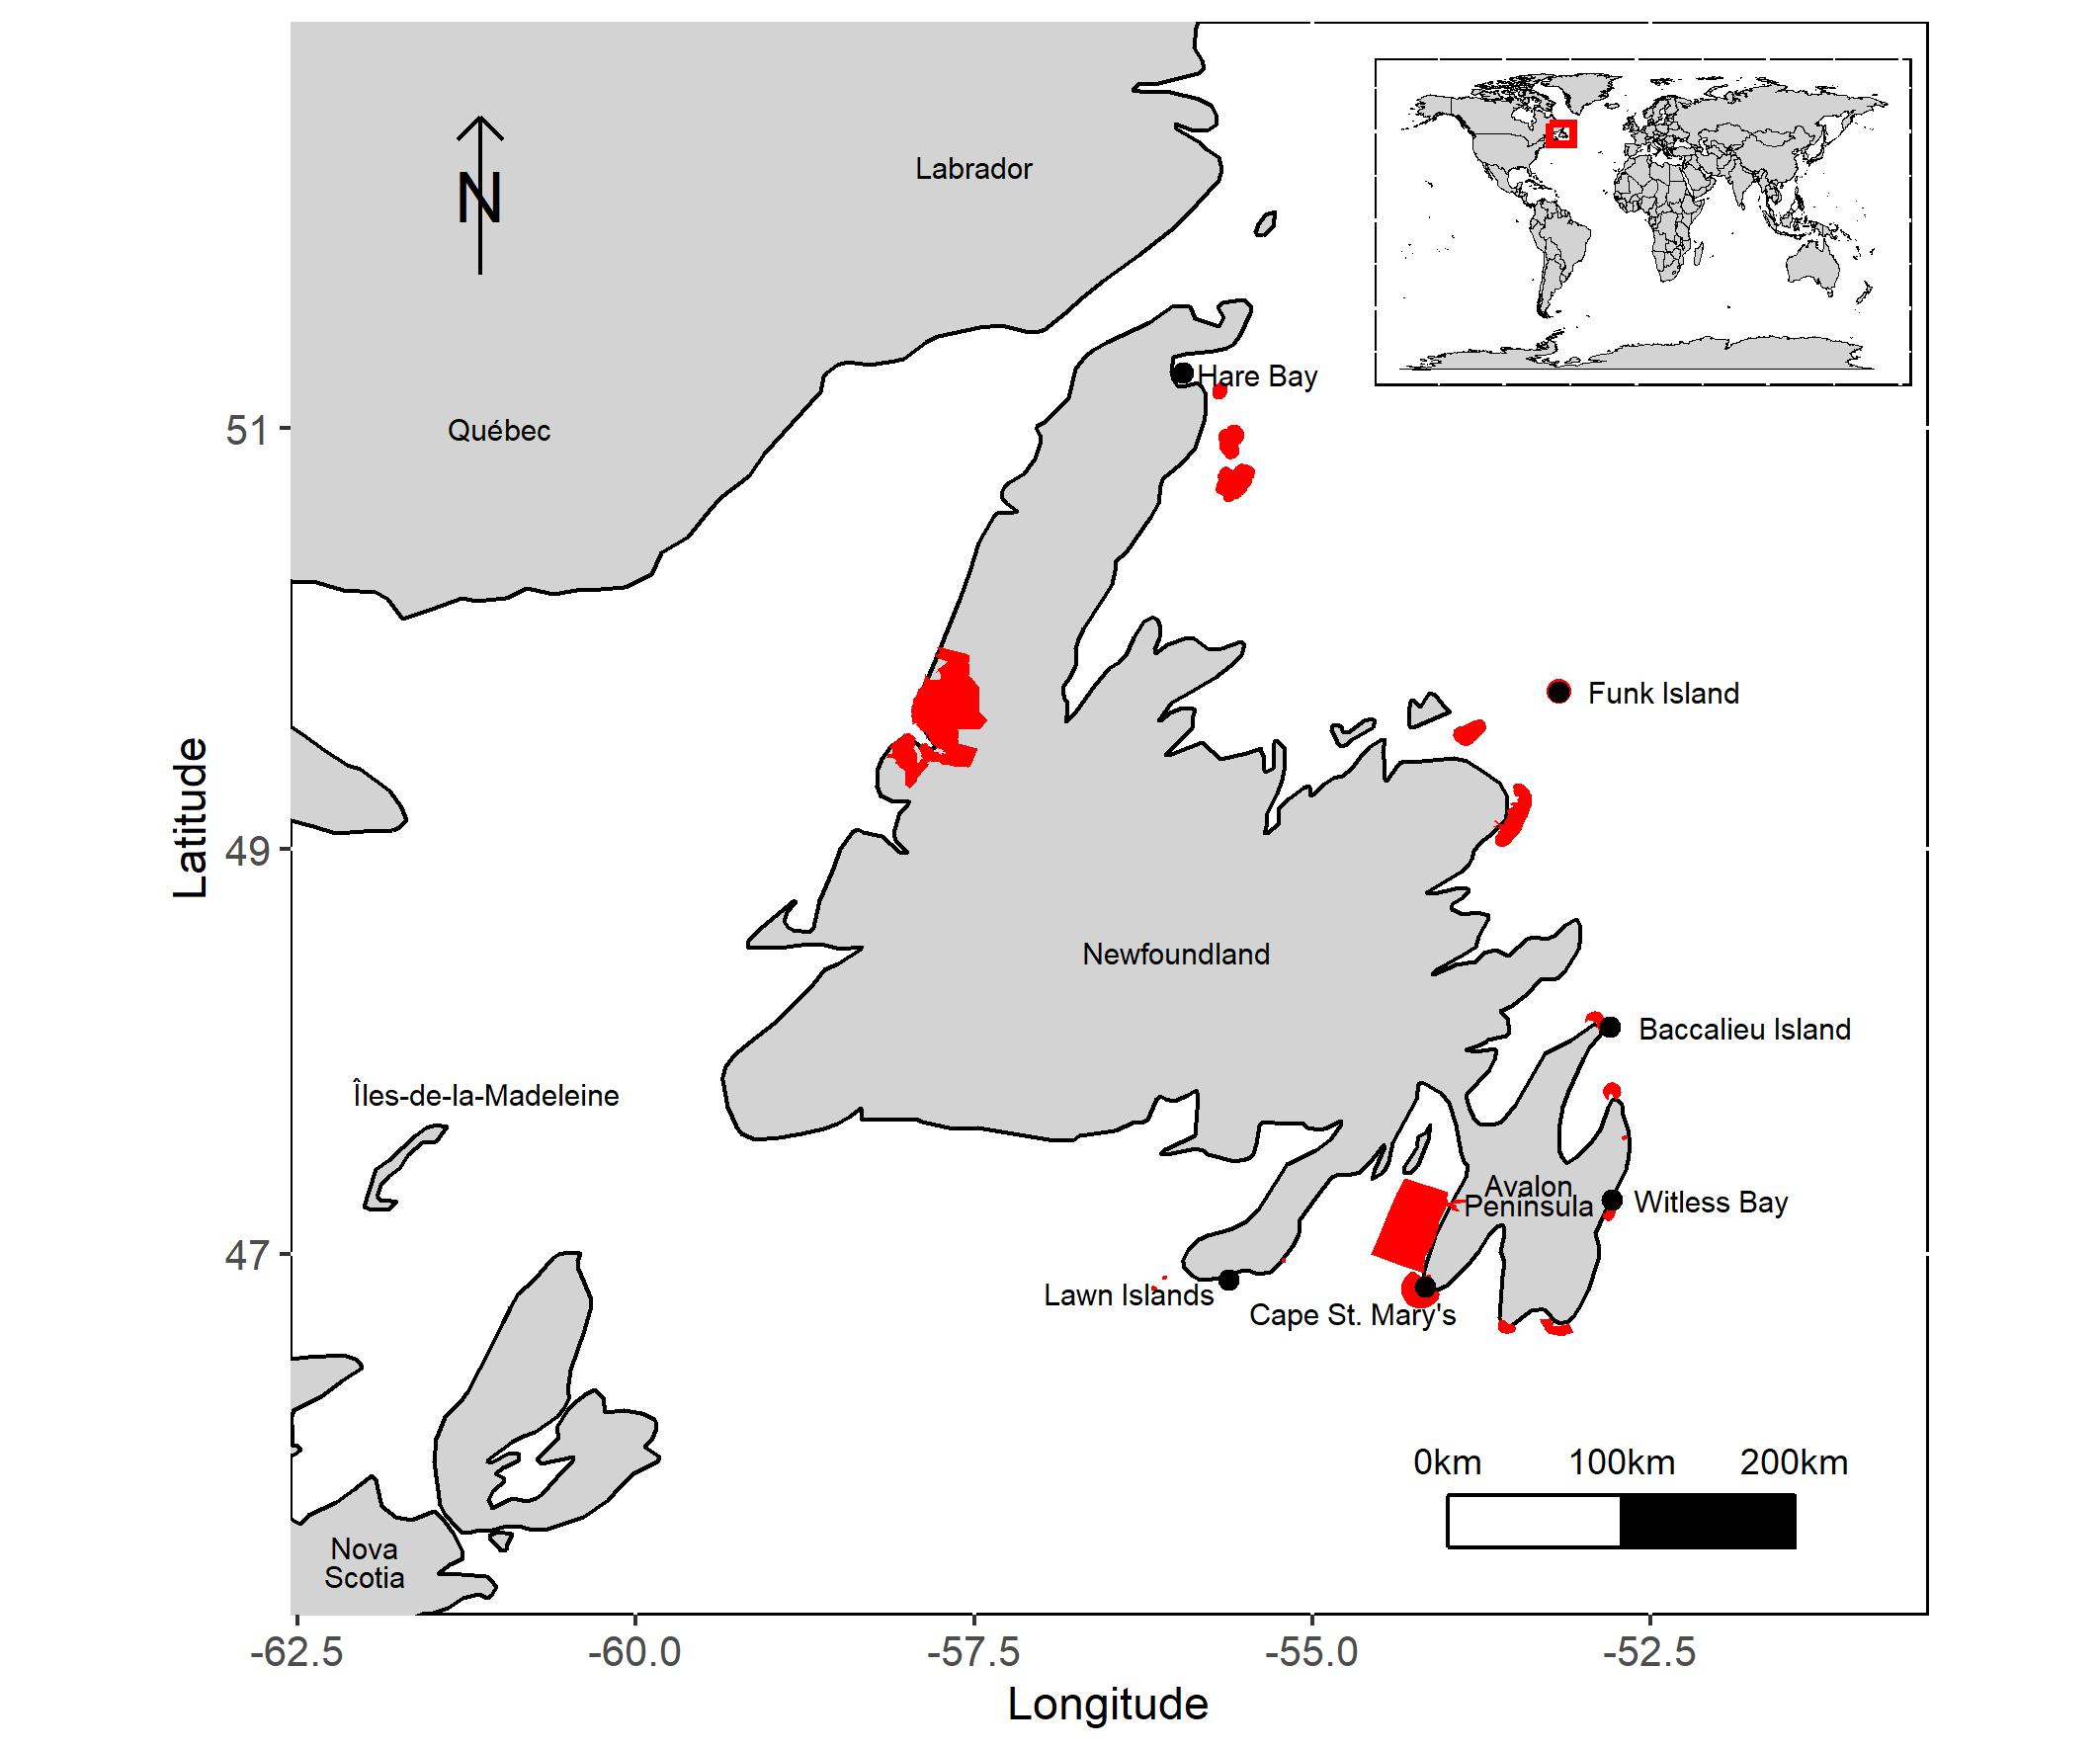 N
Labrador
Hare Bay
Québec
51
Funk Island
49
Newfoundland
Baccalieu Island
Îles-de-la-Madeleine
Avalon
Peninsula
Witless Bay
47
Lawn Islands
Cape St. Mary's
0km 100km 200km
Nova
Scotia
-62.5 -60.0 -57.5 -55.0 -52.5
Longitude
Latitude